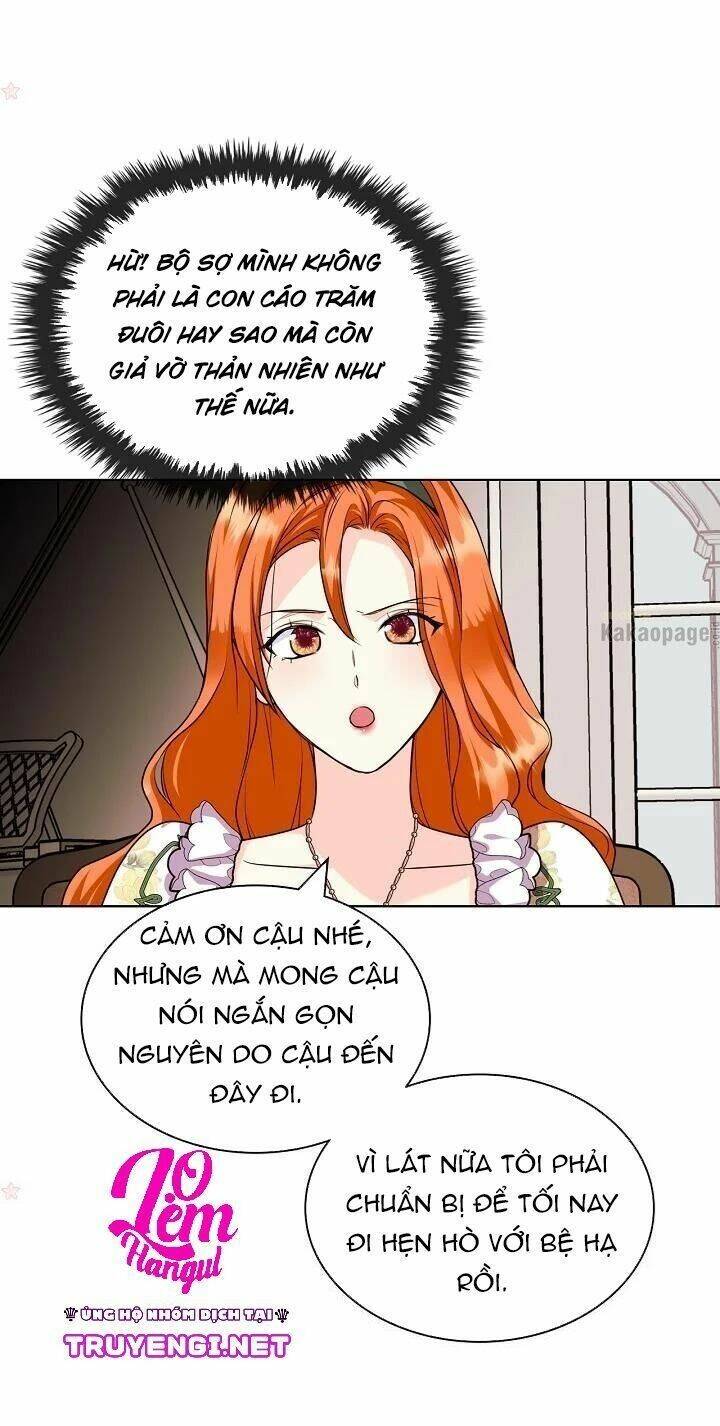 HỪ! BỘ SỢ MÌNH KHÔNG
PHẢI LÀ CON CÁO TRĂM
ĐUÔI HAY SAO MÀ CÒN
GIẢ VỜ THẢN NHIÊN NHƯ
THẾ NỮA.
Kakaopage
CẢM ƠN CẬU NHÉ,
NHƯNG MÀ MONG CẬU
NÓI NGẮN GỌN
NGUYÊN DO CẬU ĐẾN
ĐÂY ĐI.
VÌ LÁT NỮA TÔI PHẢI
CHUẨN BỊ ĐỂ TỐI NAY
ĐI HẸN HÒ VỚI BỆ HẠ
RỒI.
LỌ
Lem
Hangul
ỦNG HỘ NHÓM DỊCH TẠI
TRUYENGI.NET